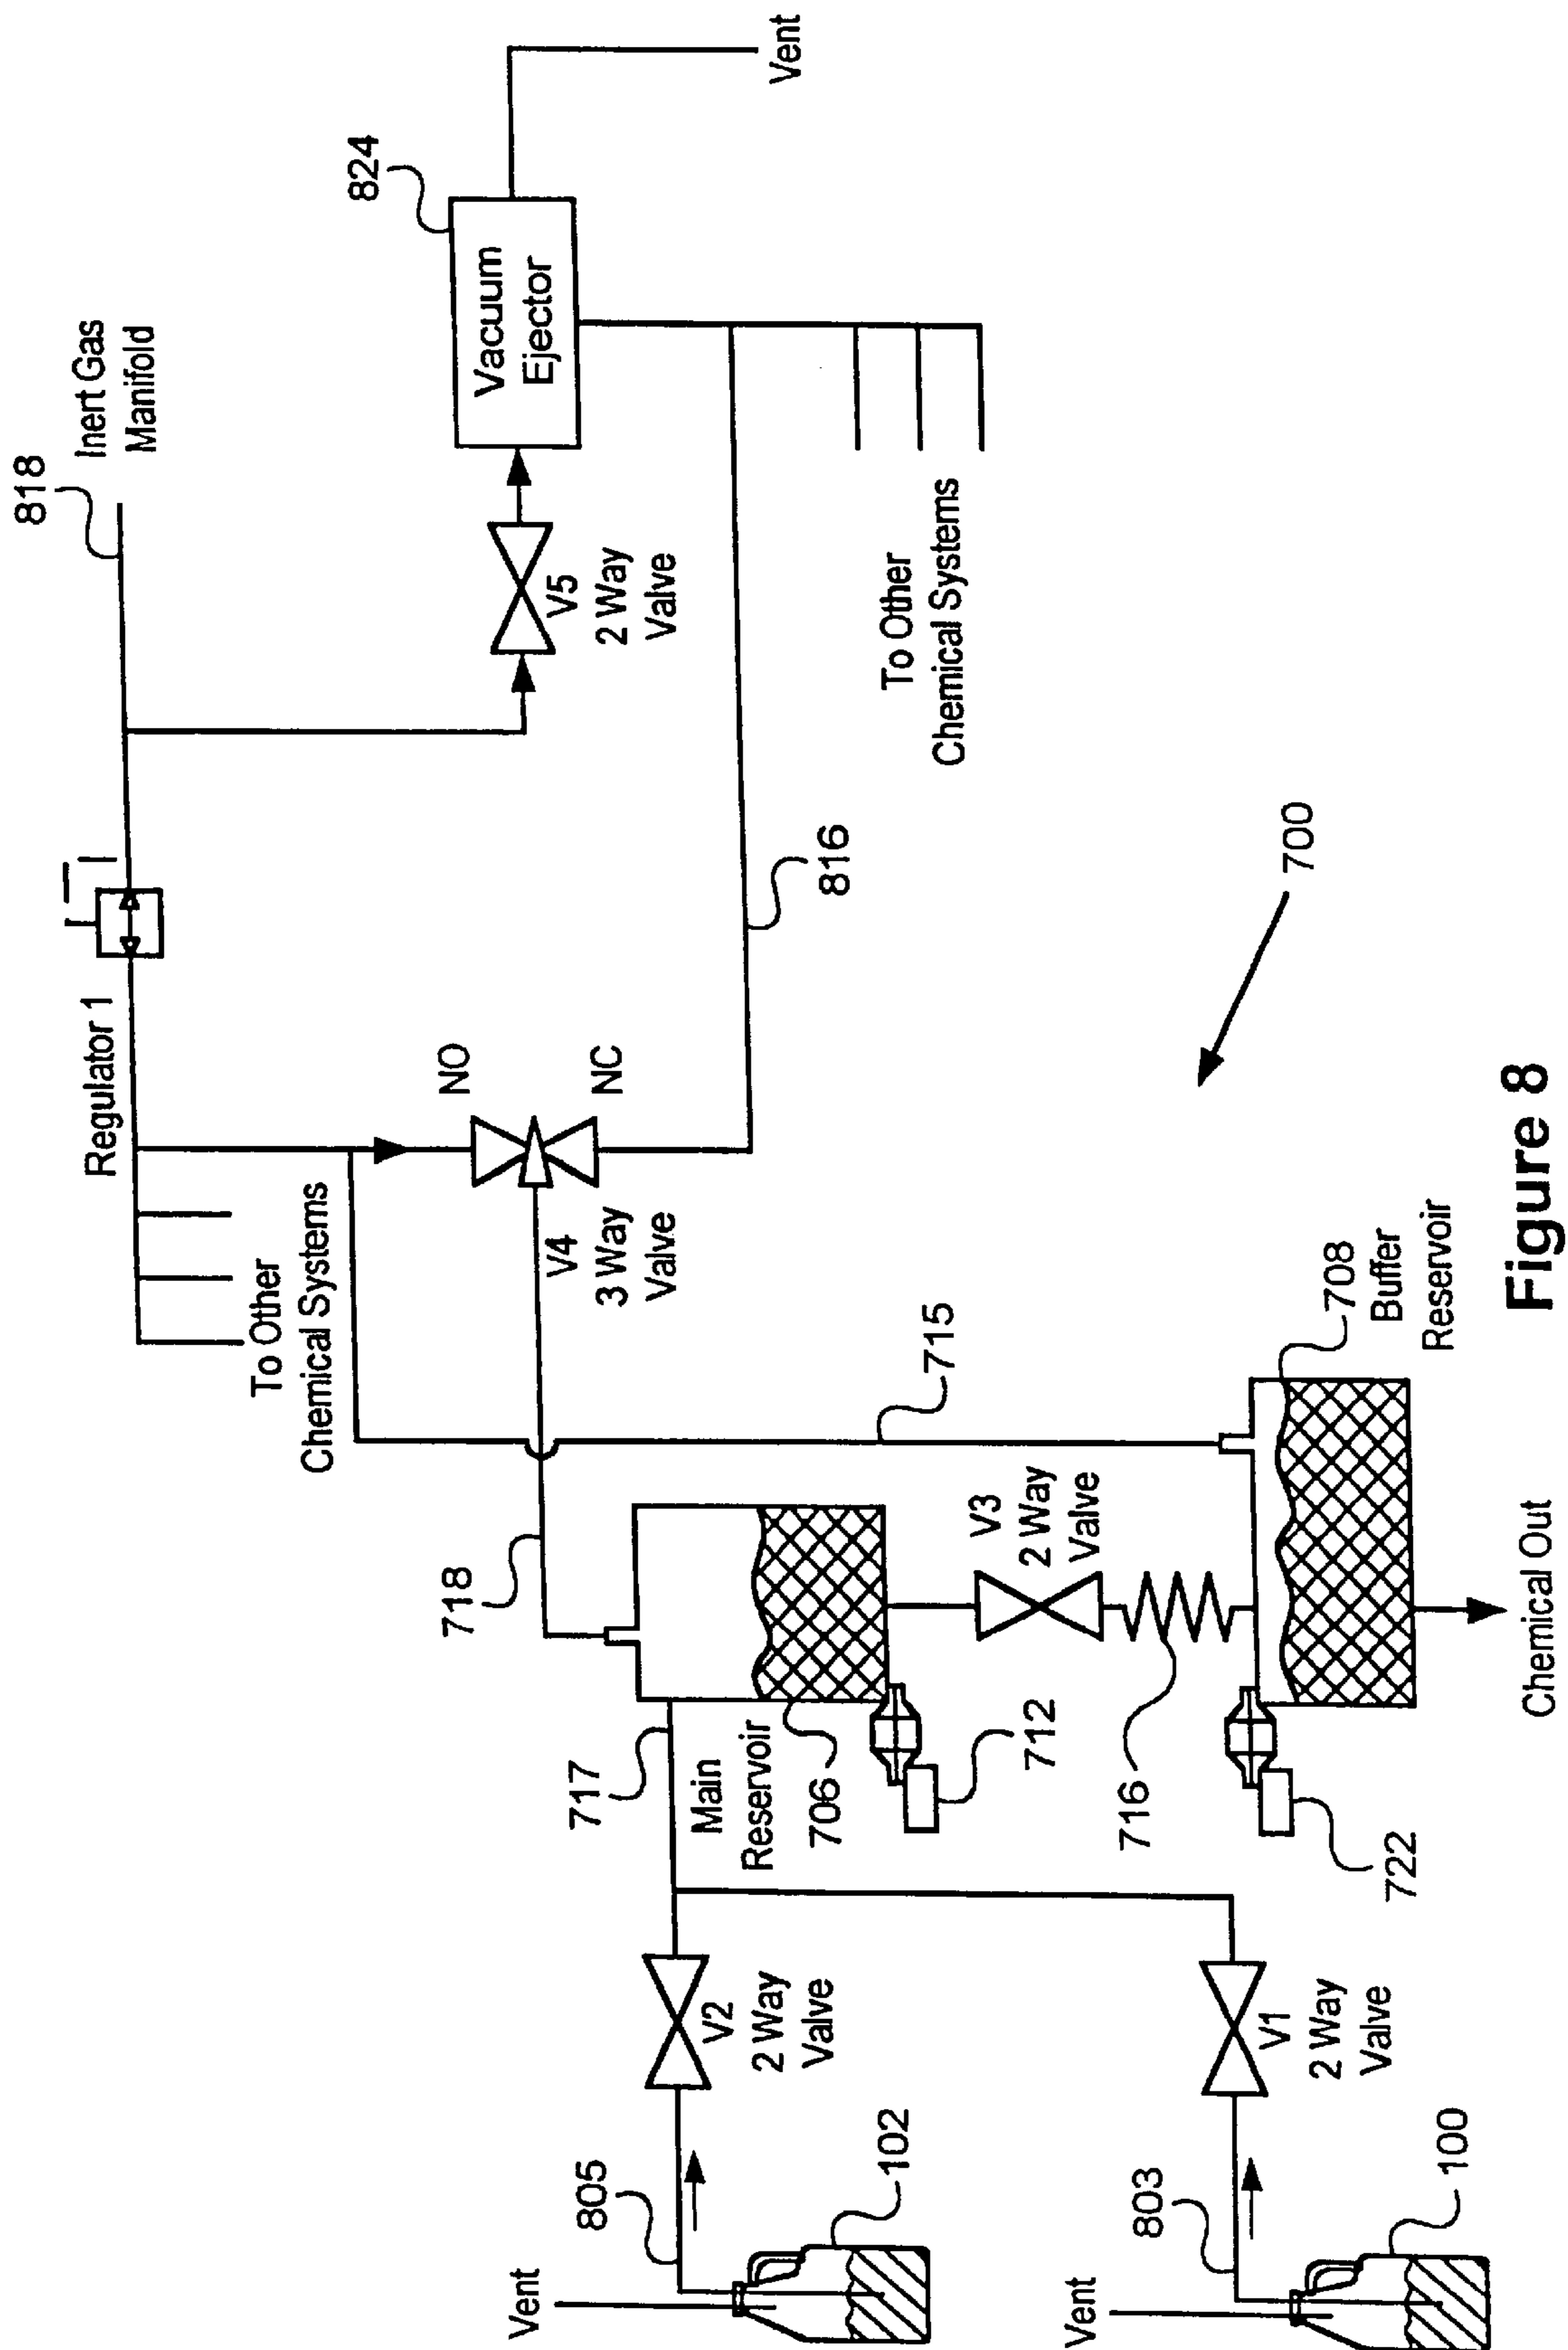 818
Inert Gas
Manifold
Regulator 1
To Other
Chemical Systems
824
Vacuum
Ejector
Vent
V5
2 Way
Valve
NO
NC
V4
3 Way
Valve
816
To Other
Chemical Systems
718
717
Main
Reservoir
706
712
V3
2 Way
Valve
716
715
722
708
Buffer
Reservoir
Chemical Out
700
Vent
805
102
V2
2 Way
Valve
Vent
803
100
V1
2 Way
Valve
Figure 8